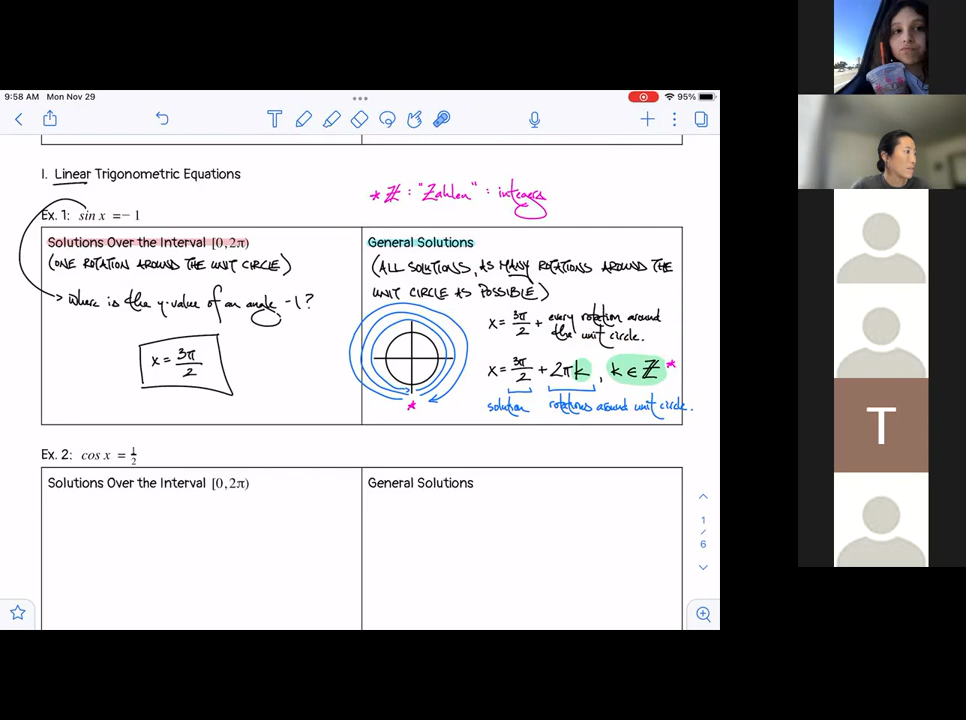 9:58 AM Mon Nov 29
95%
I. Linear Trigonometric Equations
* ℤ : "Zahlen" : integers
Ex. 1: sin x = − 1
Solutions Over the Interval [0, 2π)
(ONE ROTATION AROUND THE UNIT CIRCLE)
→ Where is the y-value of an angle -1?
x = 3π/2
General Solutions
(ALL SOLUTIONS, AS MANY ROTATIONS AROUND THE
UNIT CIRCLE AS POSSIBLE)
x = 3π/2 + every rotation around
the unit circle.
x = 3π/2 + 2πk , k ∈ ℤ *
solution rotations around unit circle.
*
Ex. 2: cos x = 1/2
Solutions Over the Interval [0, 2π)
General Solutions
1
/
6
T